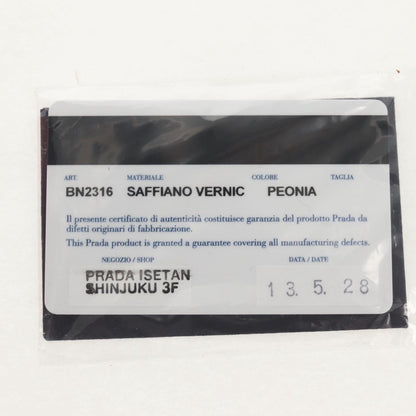 ART. MATERIALE COLORE TAGLIA
BN2316 SAFFIANO VERNIC PEONIA
Il presente certificato di autenticità costituisce garanzia del prodotto Prada da
difetti originari di fabbricazione.
This Prada product is granted a guarantee covering all manufacturing defects.
NEGOZIO / SHOP DATA / DATE
PRADA ISETAN
SHINJUKU 3F 13. 5. 28